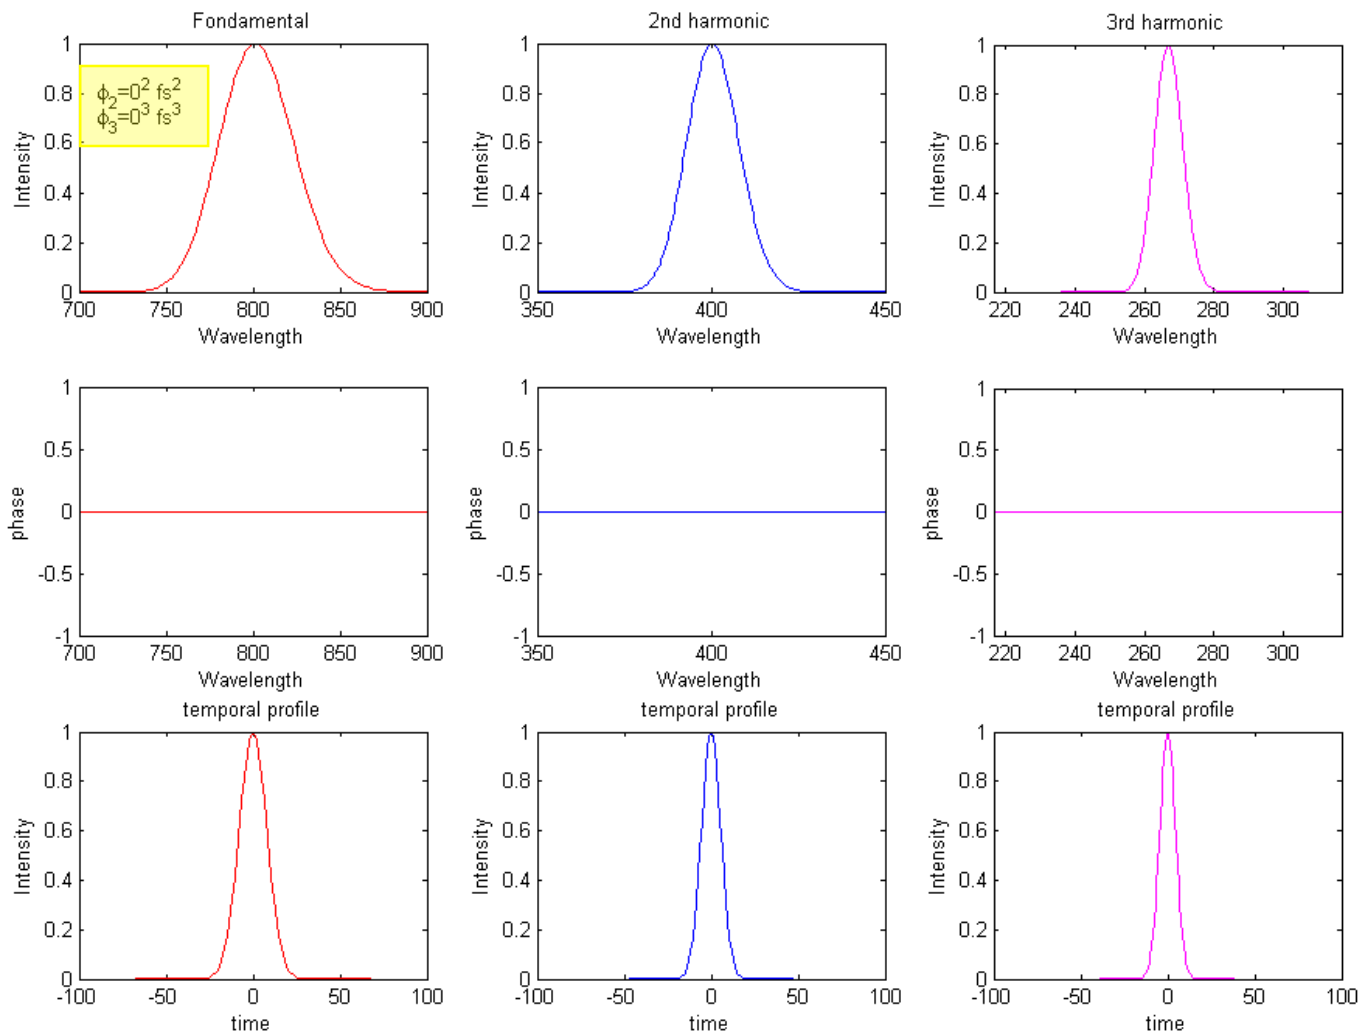 Fondamental
2nd harmonic
3rd harmonic
ϕ₂=0² fs²
ϕ₃=0³ fs³
1
0.8
0.6
0.4
0.2
0
Intensity
700 750 800 850 900
Wavelength
1
0.8
0.6
0.4
0.2
0
Intensity
350 400 450
Wavelength
1
0.8
0.6
0.4
0.2
0
Intensity
220 240 260 280 300
Wavelength
1
0.5
0
-0.5
-1
phase
700 750 800 850 900
Wavelength
1
0.5
0
-0.5
-1
phase
350 400 450
Wavelength
1
0.5
0
-0.5
-1
phase
220 240 260 280 300
Wavelength
temporal profile
1
0.8
0.6
0.4
0.2
0
Intensity
-100 -50 0 50 100
time
temporal profile
1
0.8
0.6
0.4
0.2
0
Intensity
-100 -50 0 50 100
time
temporal profile
1
0.8
0.6
0.4
0.2
0
Intensity
-100 -50 0 50 100
time